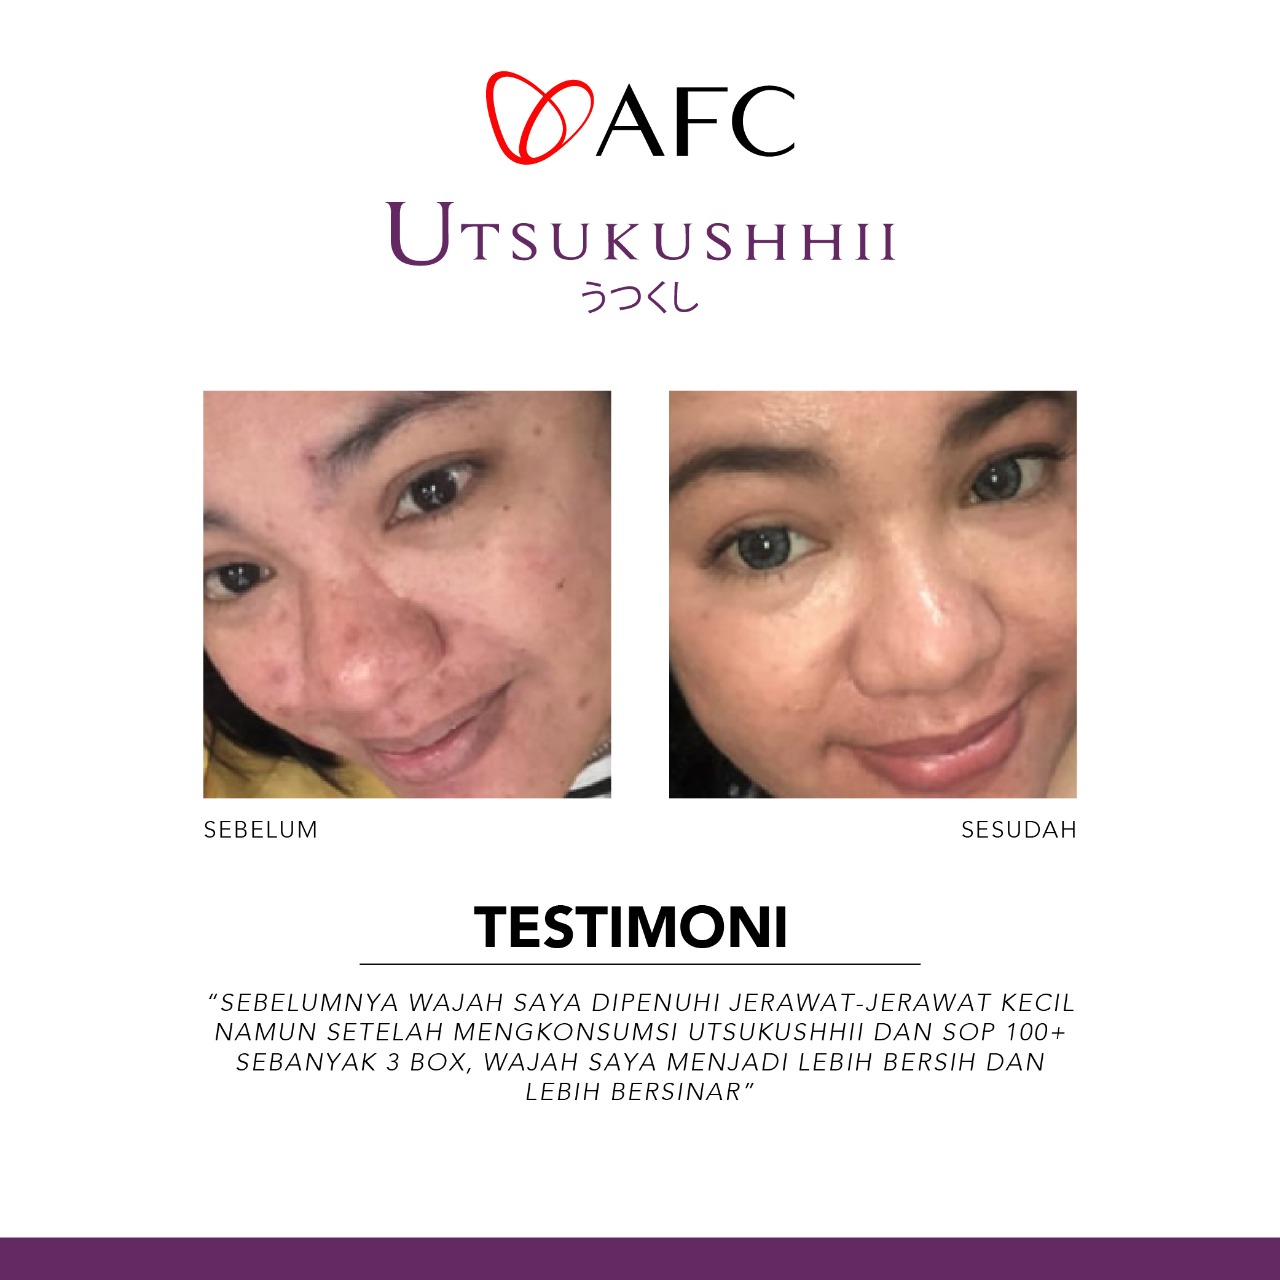 AFC
UTSUKUSHHII
うつくし
SEBELUM
SESUDAH
TESTIMONI
“SEBELUMNYA WAJAH SAYA DIPENUHI JERAWAT-JERAWAT KECIL
NAMUN SETELAH MENGKONSUMSI UTSUKUSHHII DAN SOP 100+
SEBANYAK 3 BOX, WAJAH SAYA MENJADI LEBIH BERSIH DAN
LEBIH BERSINAR”